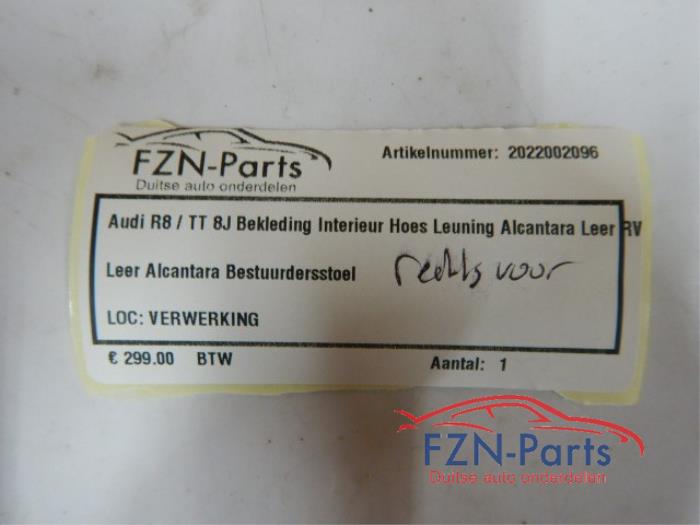 FZN-Parts
Duitse auto onderdelen
Artikelnummer: 2022002096
Audi R8 / TT 8J Bekleding Interieur Hoes Leuning Alcantara Leer RV
Leer Alcantara Bestuurdersstoel rechts voor
LOC: VERWERKING
€ 299.00 BTW Aantal: 1
FZN-Parts
Duitse auto onderdelen